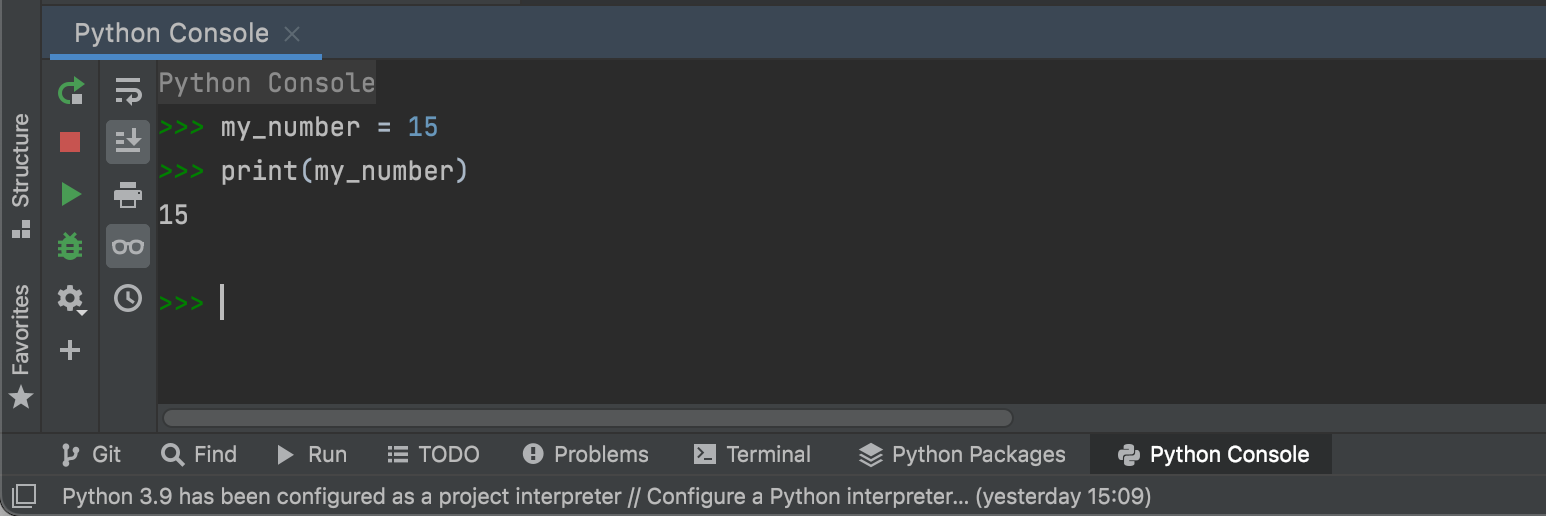 Python Console
Python Console
>>> my_number = 15
>>> print(my_number)
15
>>>
Structure
Favorites
Git Find Run TODO Problems Terminal Python Packages Python Console
Python 3.9 has been configured as a project interpreter // Configure a Python interpreter... (yesterday 15:09)